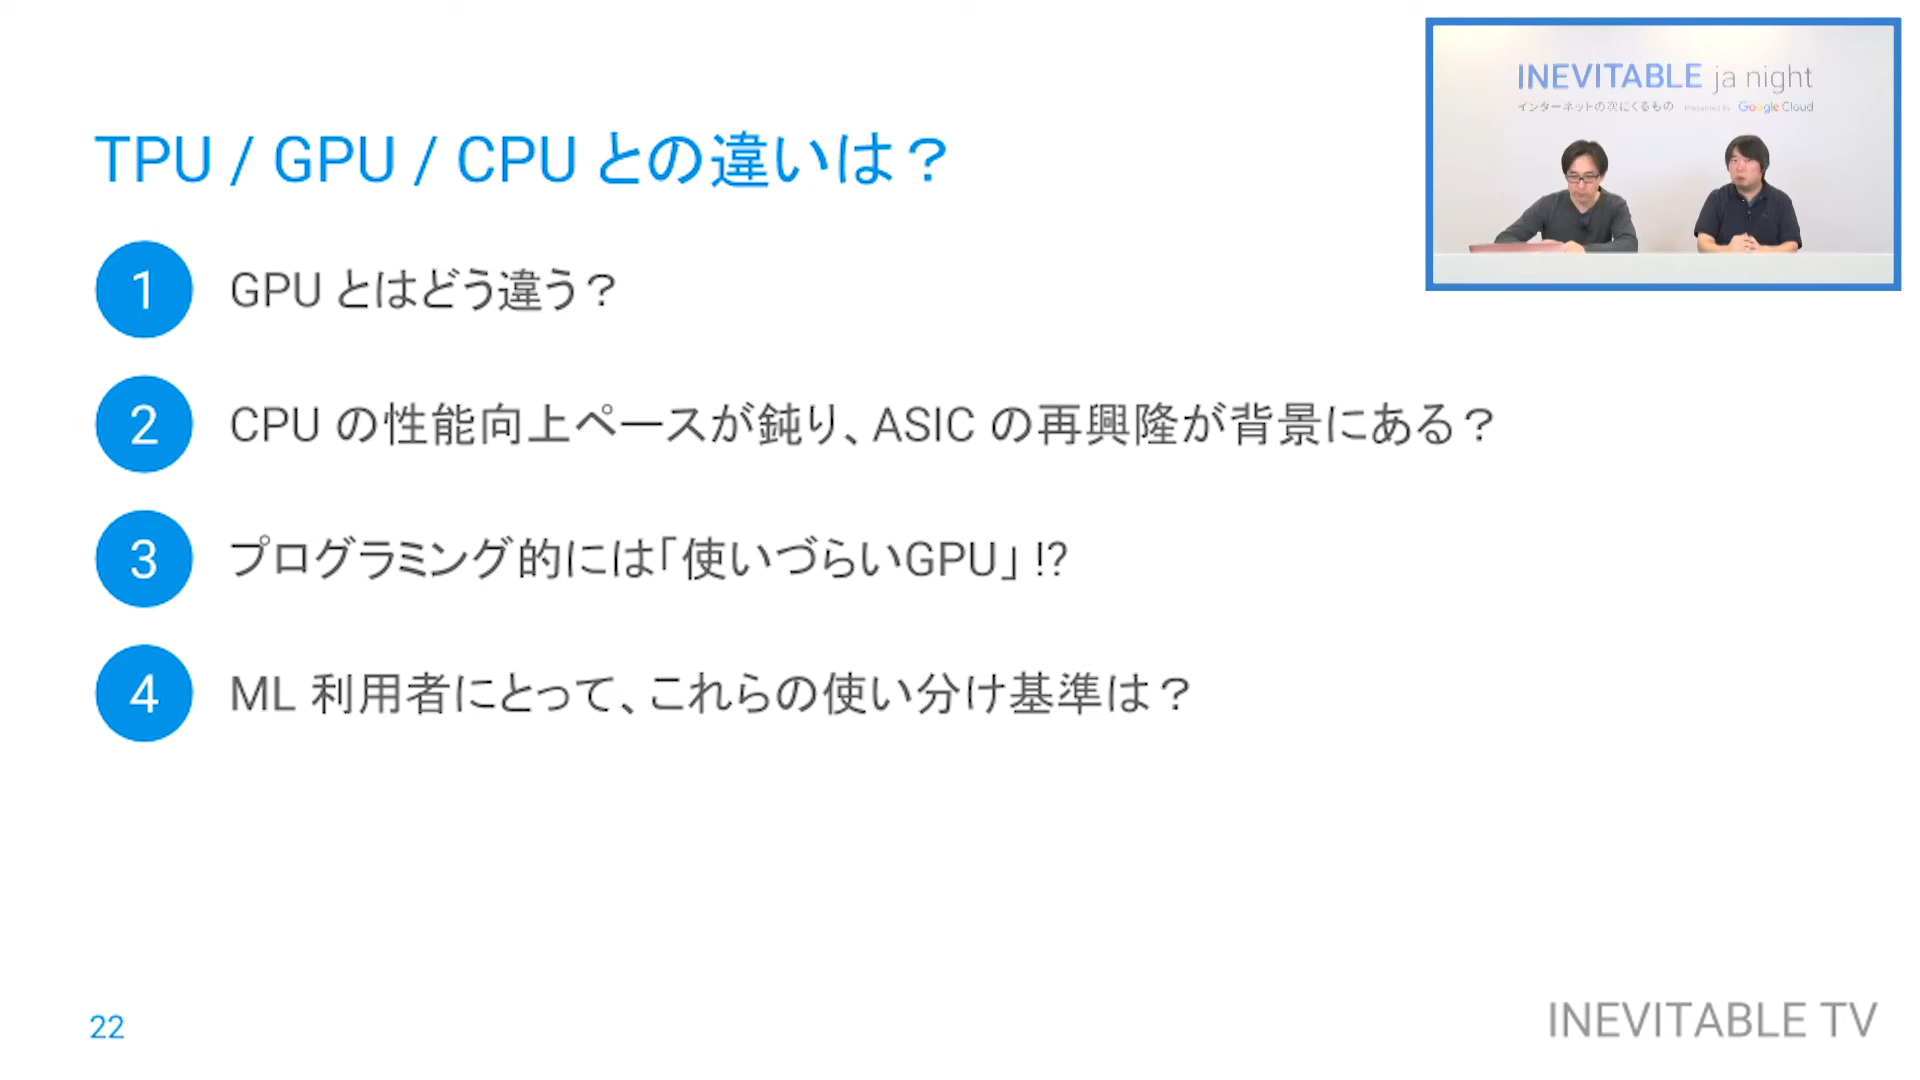 TPU / GPU / CPU との違いは？
1 GPU とはどう違う？
2 CPU の性能向上ペースが鈍り、ASIC の再興隆が背景にある？
3 プログラミング的には「使いづらいGPU」 !?
4 ML 利用者にとって、これらの使い分け基準は？
INEVITABLE ja night
インターネットの次にくるもの Presented by Google Cloud
22
INEVITABLE TV